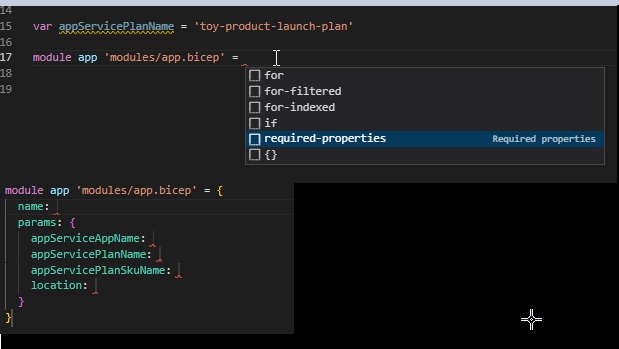 14
15 var appServicePlanName = 'toy-product-launch-plan'
16
17 module app 'modules/app.bicep' =
18
19
for
for-filtered
for-indexed
if
required-properties Required properties
{}
module app 'modules/app.bicep' = {
name:
params: {
appServiceAppName:
appServicePlanName:
appServicePlanSkuName:
location:
}
}